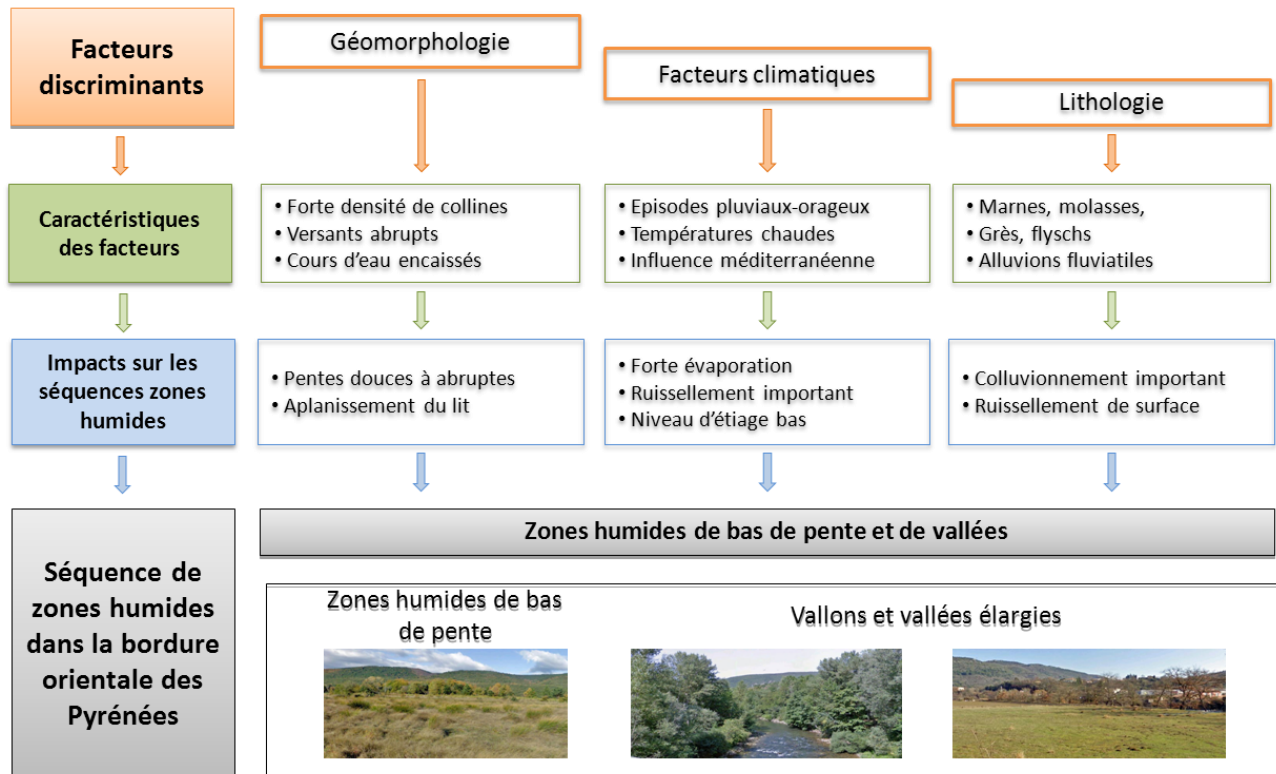 Facteurs
discriminants
Géomorphologie
Facteurs climatiques
Lithologie
Caractéristiques
des facteurs
• Forte densité de collines
• Versants abrupts
• Cours d'eau encaissés
• Episodes pluviaux-orageux
• Températures chaudes
• Influence méditerranéenne
• Marnes, molasses,
• Grès, flyschs
• Alluvions fluviatiles
Impacts sur les
séquences zones
humides
• Pentes douces à abruptes
• Aplanissement du lit
• Forte évaporation
• Ruissellement important
• Niveau d'étiage bas
• Colluvionnement important
• Ruissellement de surface
Séquence de
zones humides
dans la bordure
orientale des
Pyrénées
Zones humides de bas de pente et de vallées
Zones humides de bas
de pente
Vallons et vallées élargies